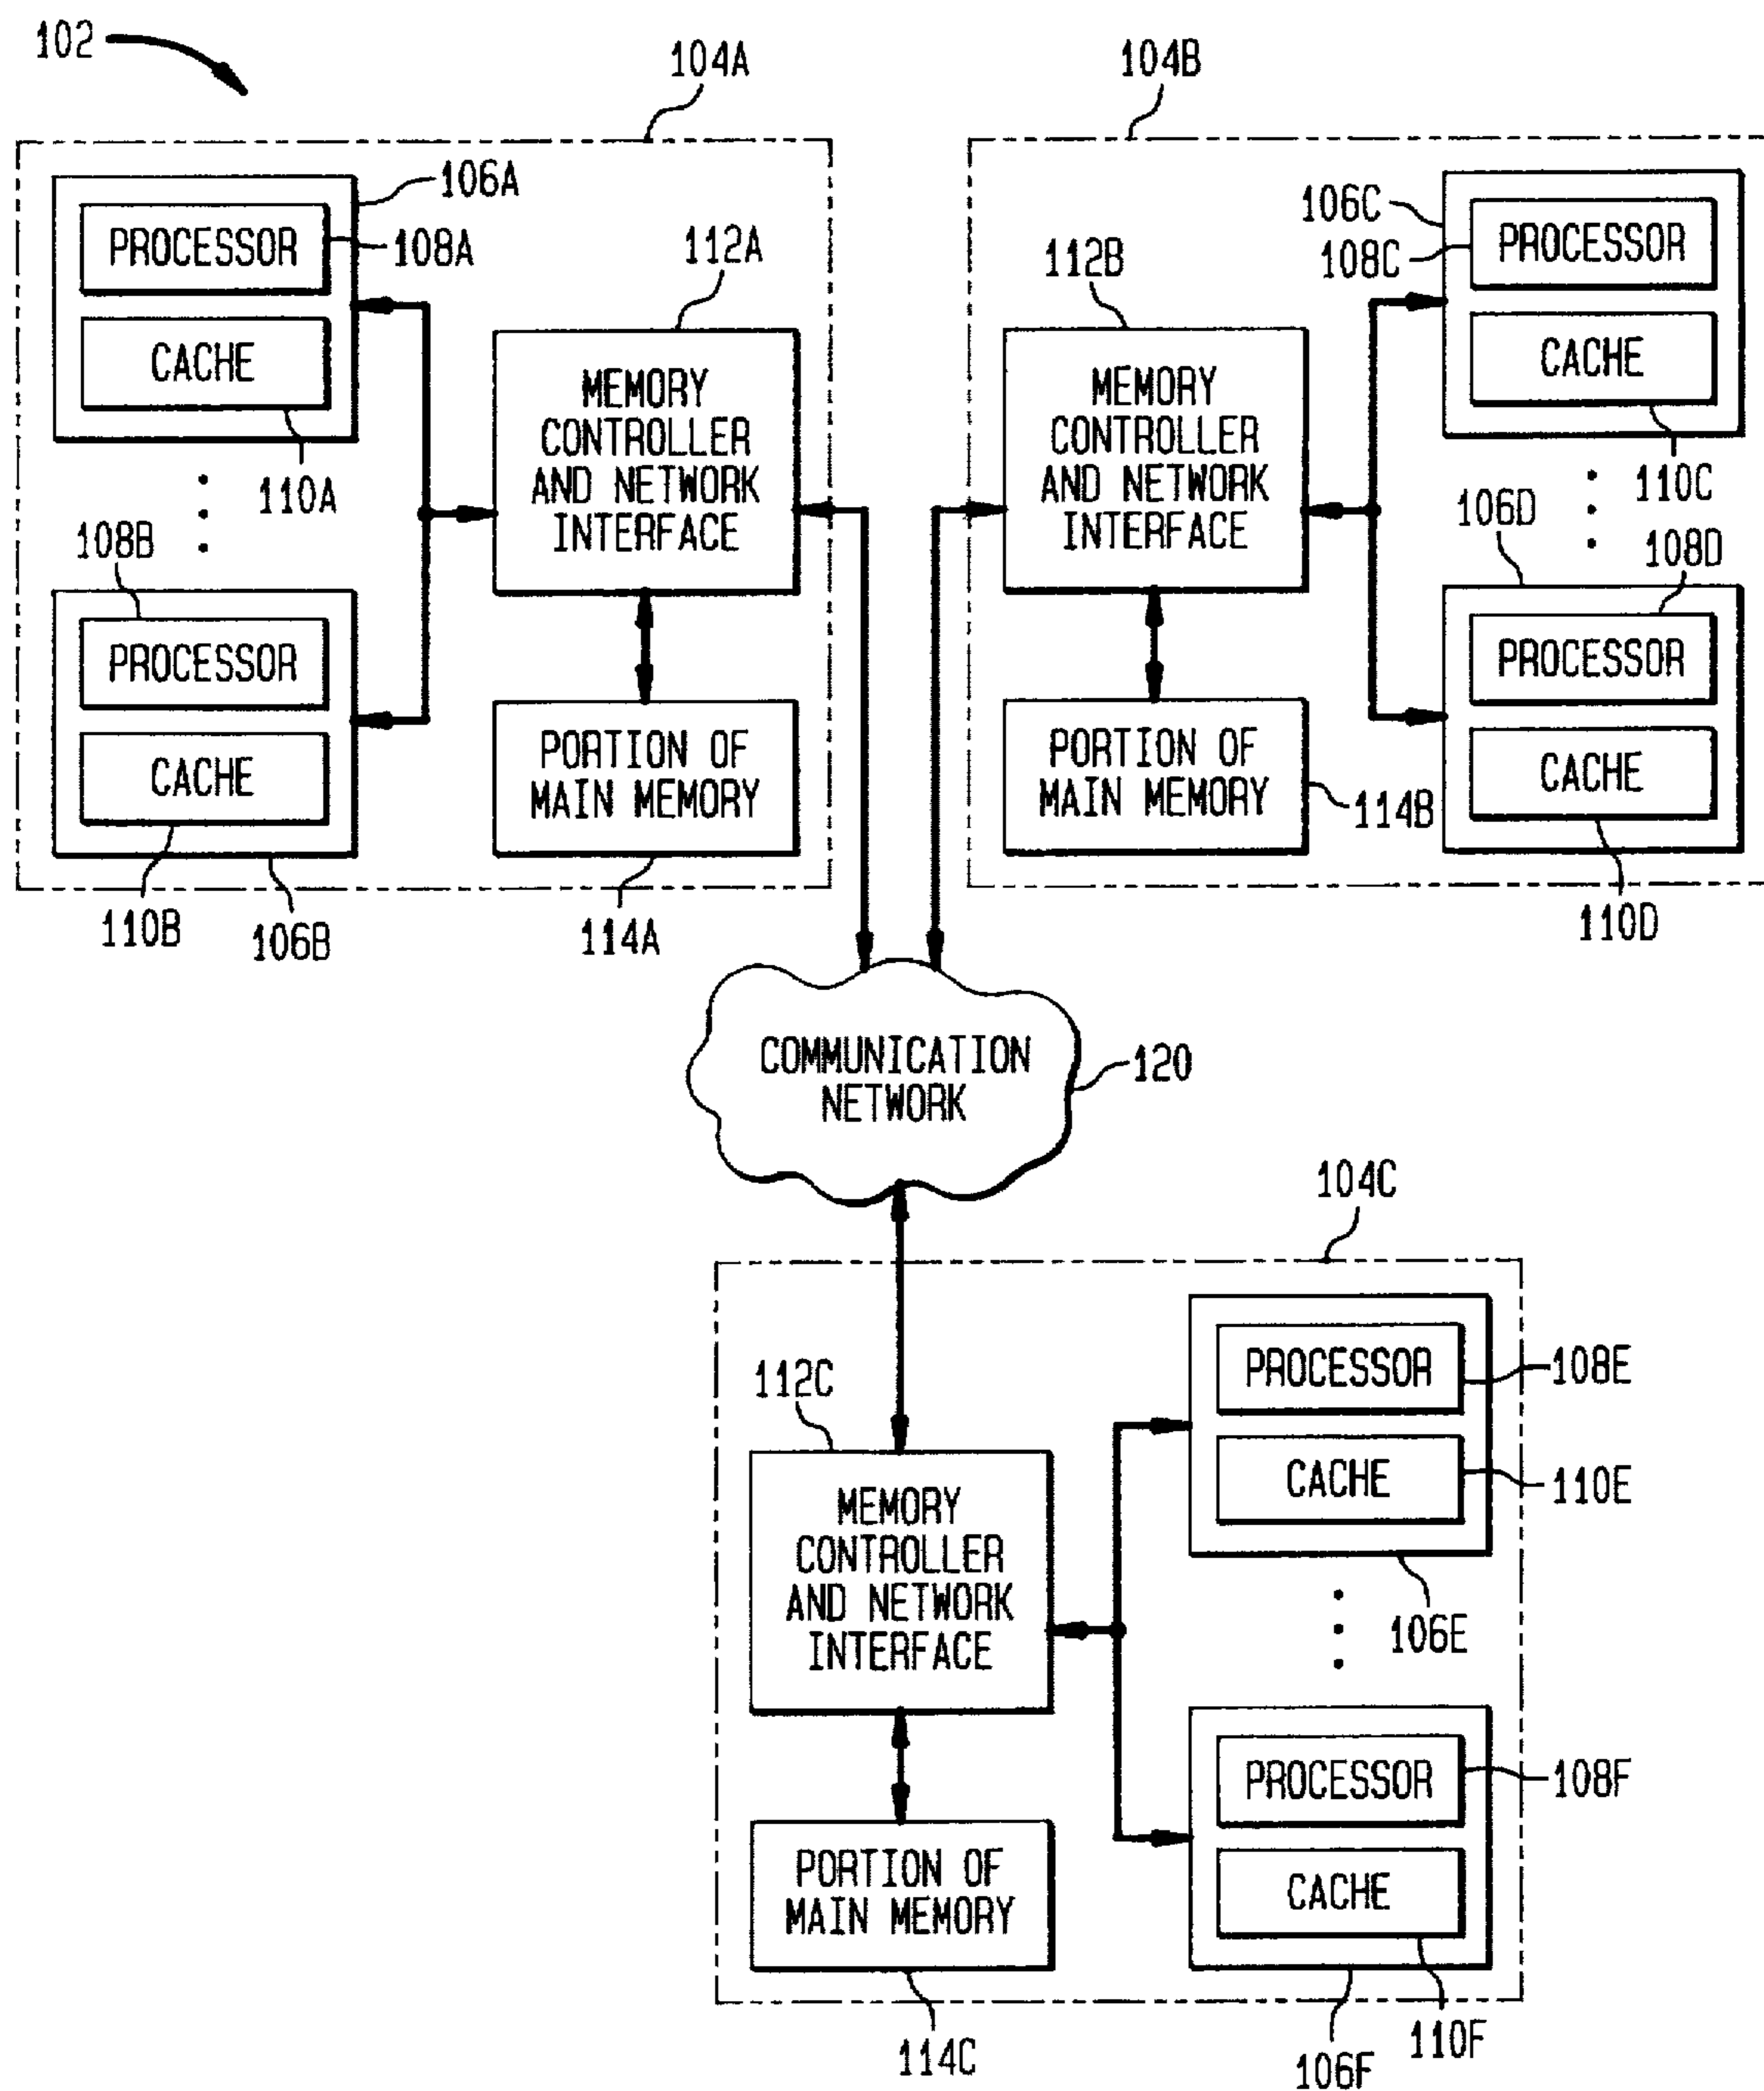 102
104A
104B
106A
PROCESSOR
108A
CACHE
110A
112A
MEMORY
CONTROLLER
AND NETWORK
INTERFACE
108B
PROCESSOR
CACHE
110B
106B
PORTION OF
MAIN MEMORY
114A
112B
MEMORY
CONTROLLER
AND NETWORK
INTERFACE
PORTION OF
MAIN MEMORY
114B
106C
108C
PROCESSOR
CACHE
110C
106D
108D
PROCESSOR
CACHE
110D
COMMUNICATION
NETWORK
120
104C
112C
MEMORY
CONTROLLER
AND NETWORK
INTERFACE
PORTION OF
MAIN MEMORY
114C
PROCESSOR
108E
CACHE
110E
106E
PROCESSOR
108F
CACHE
110F
106F